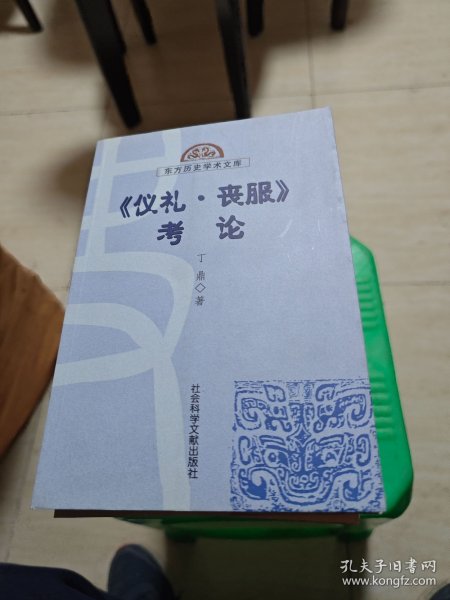 东方历史学术文库
《仪礼·丧服》
考 论
丁鼎◇著
社会科学文献出版社
孔夫子旧书网
www.kongfz.com